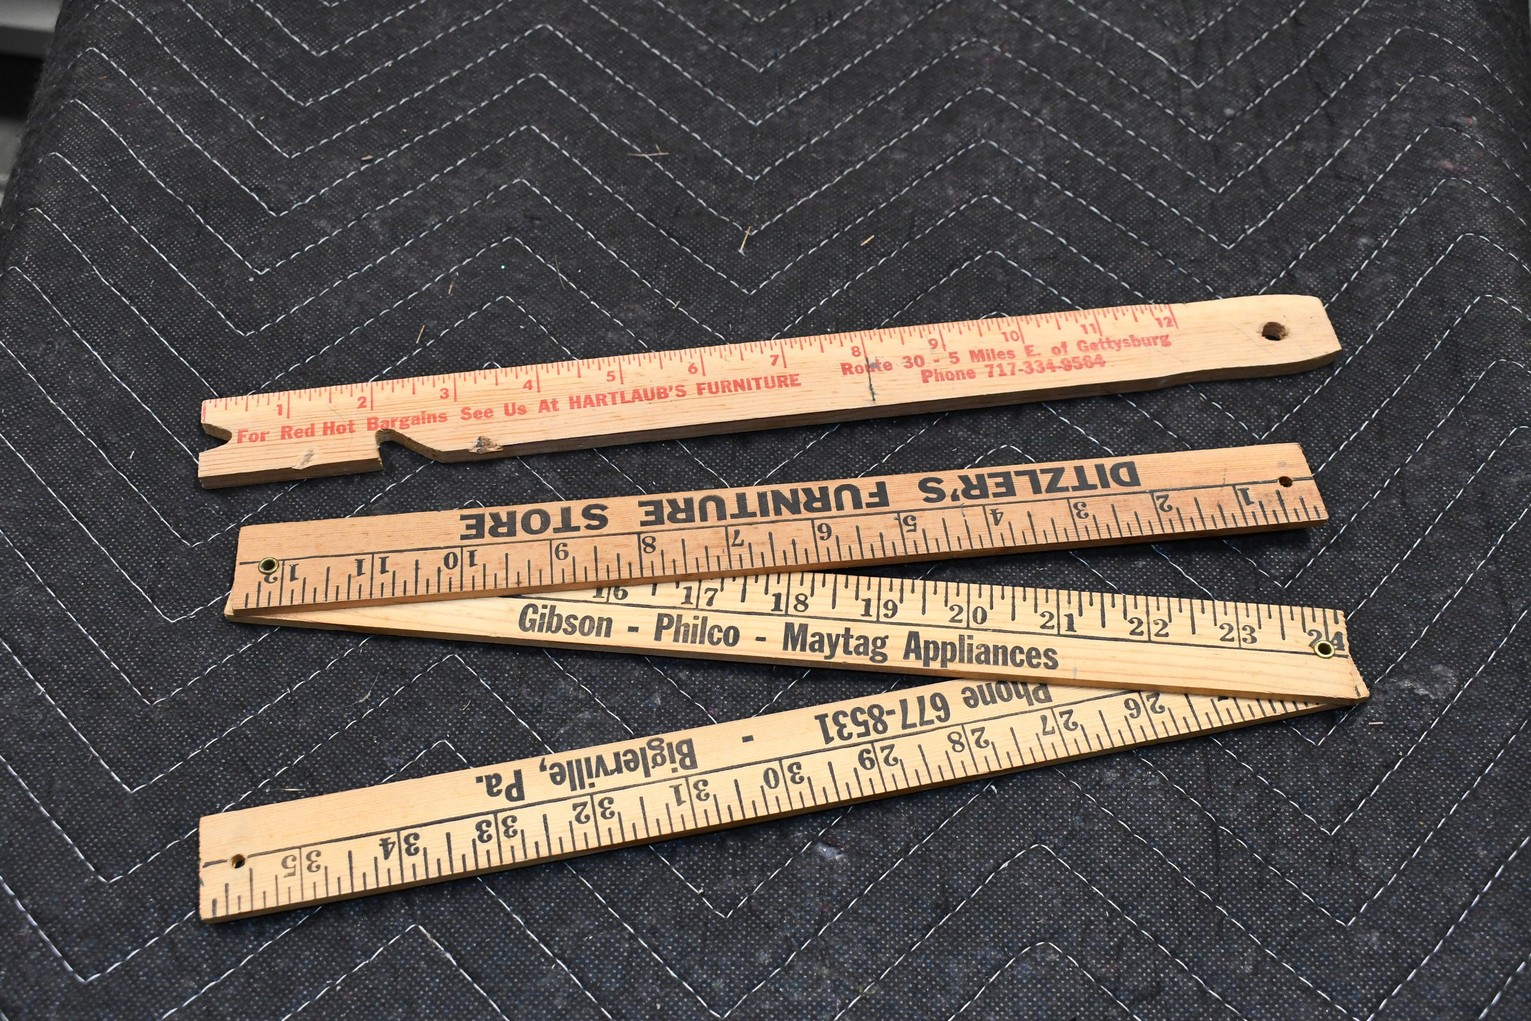 1 2 3 4 5 6 7 8 9 10 11 12
For Red Hot Bargains See Us At HARTLAUB'S FURNITURE
Route 30 - 5 Miles E. of Gettysburg
Phone 717-334-9564
DITZLER'S FURNITURE STORE
1 2 3 4 5 6 7 8 9 10 11 12
16 17 18 19 20 21 22 23 24
Gibson - Philco - Maytag Appliances
Phone 677-8531 - Biglerville, Pa.
26 27 28 29 30 31 32 33 34 35